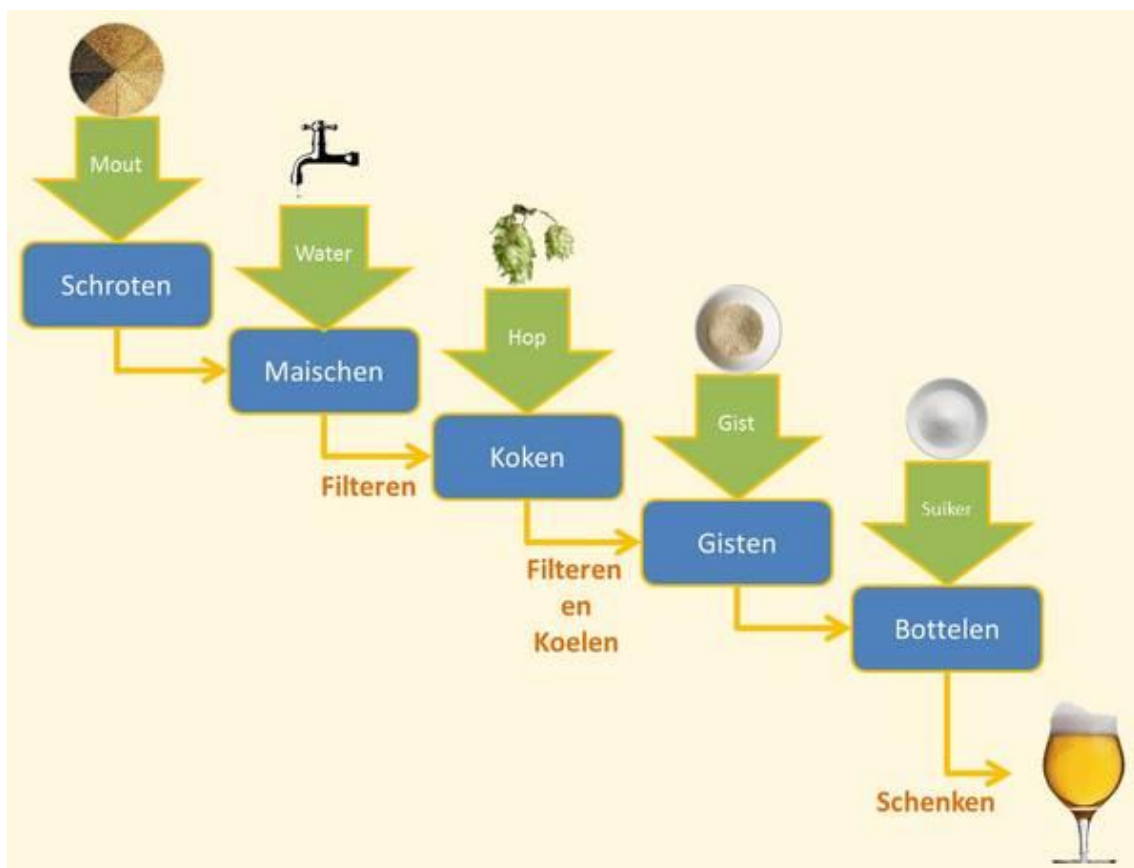 Mout
Schroten
Water
Maischen
Filteren
Hop
Koken
Filteren
en
Koelen
Gist
Gisten
Suiker
Bottelen
Schenken